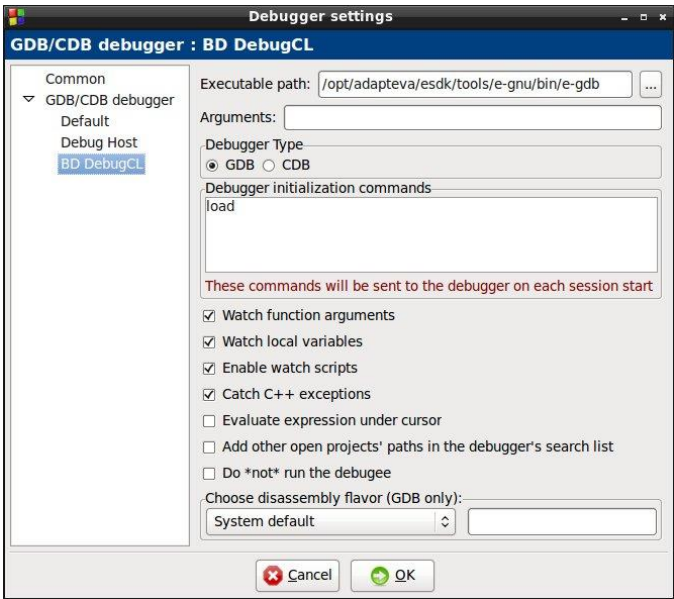 Debugger settings
GDB/CDB debugger : BD DebugCL
Common
GDB/CDB debugger
Default
Debug Host
BD DebugCL
Executable path: /opt/adapteva/esdk/tools/e-gnu/bin/e-gdb ...
Arguments:
Debugger Type
GDB CDB
Debugger initialization commands
load
These commands will be sent to the debugger on each session start
Watch function arguments
Watch local variables
Enable watch scripts
Catch C++ exceptions
Evaluate expression under cursor
Add other open projects' paths in the debugger's search list
Do *not* run the debugee
Choose disassembly flavor (GDB only):
System default
Cancel OK